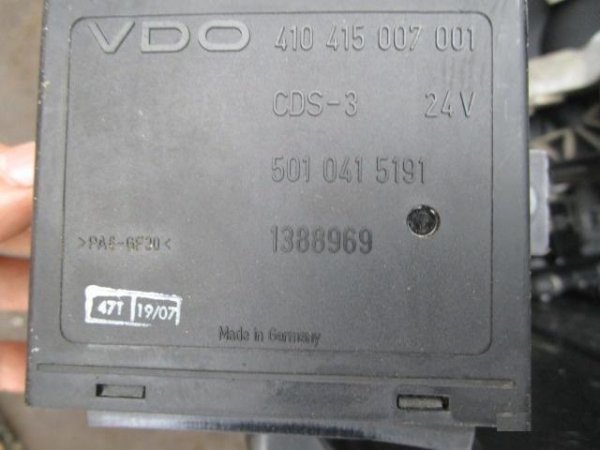 VDO 410 415 007 001
CDS-3 24V
501 041 5191
>PA6-GF30< 1388969
47T 19/07
Made in Germany